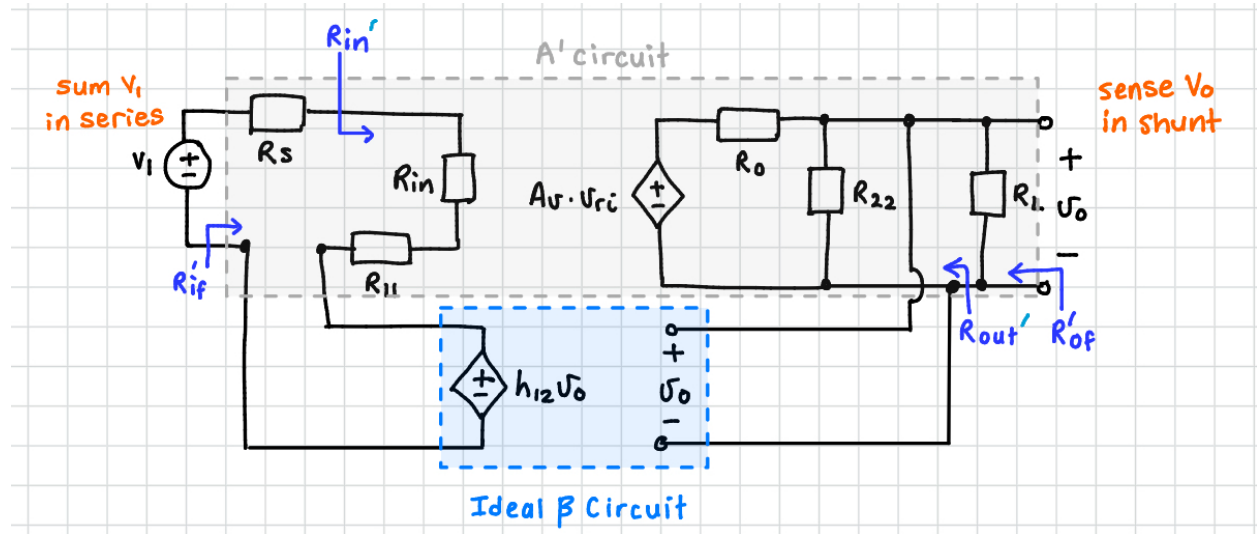 Rin'
A' circuit
sum V1
in series
sense Vo
in shunt
V1
+
−
Rs
Rin
R11
Rif'
Av·vri
+
−
Ro
R22
RL
+
vo
−
Rout'
R'of
+
−
h12vo
+
vo
−
Ideal β Circuit